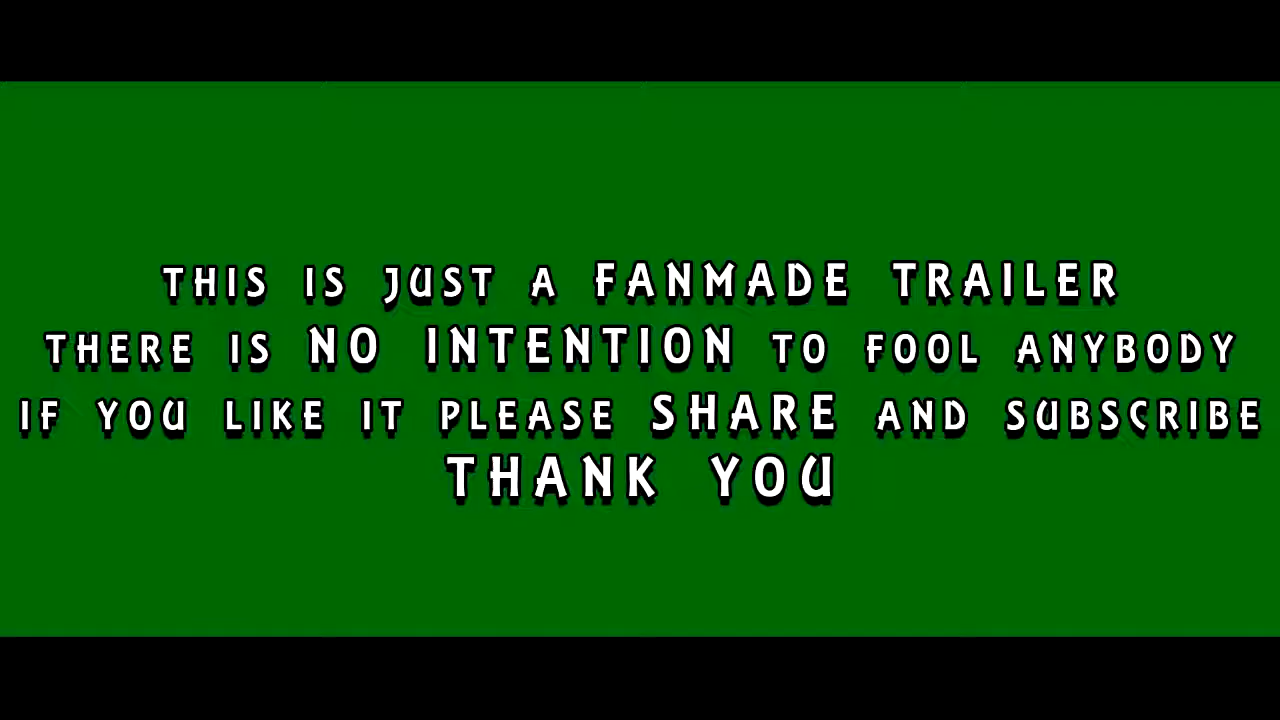 THIS IS JUST A FANMADE TRAILER
THERE IS NO INTENTION TO FOOL ANYBODY
IF YOU LIKE IT PLEASE SHARE AND SUBSCRIBE
THANK YOU